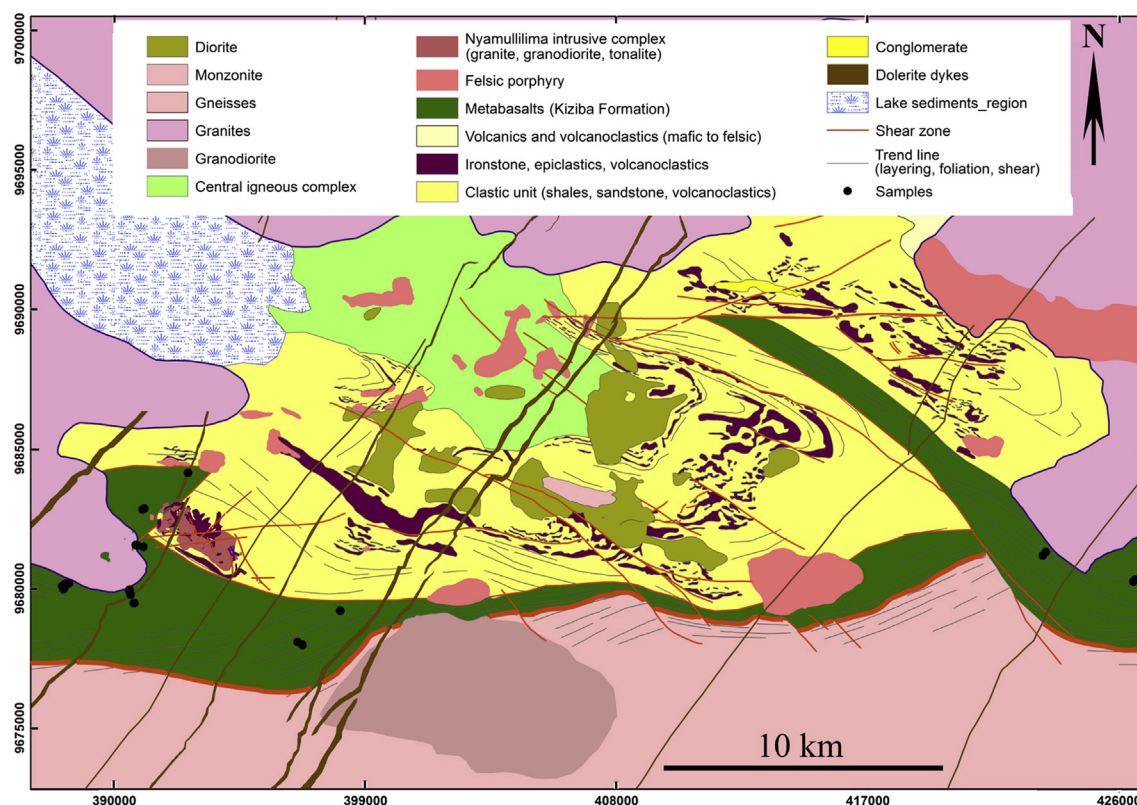 9700000
9695000
9690000
9685000
9680000
9675000
Diorite
Monzonite
Gneisses
Granites
Granodiorite
Central igneous complex
Nyamullilima intrusive complex
(granite, granodiorite, tonalite)
Felsic porphyry
Metabasalts (Kiziba Formation)
Volcanics and volcanoclastics (mafic to felsic)
Ironstone, epiclastics, volcanoclastics
Clastic unit (shales, sandstone, volcanoclastics)
Conglomerate
Dolerite dykes
Lake sediments_region
Shear zone
Trend line
(layering, foliation, shear)
Samples
N
10 km
390000
399000
408000
417000
426000